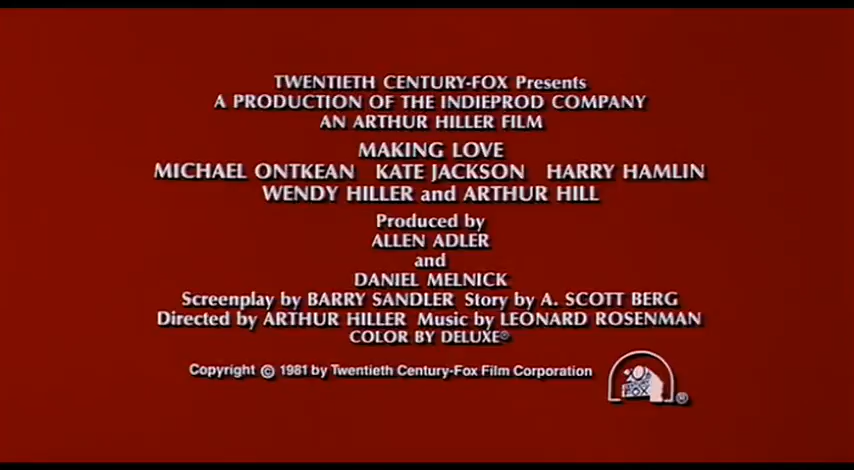 TWENTIETH CENTURY-FOX Presents
A PRODUCTION OF THE INDIEPROD COMPANY
AN ARTHUR HILLER FILM
MAKING LOVE
MICHAEL ONTKEAN KATE JACKSON HARRY HAMLIN
WENDY HILLER and ARTHUR HILL
Produced by
ALLEN ADLER
and
DANIEL MELNICK
Screenplay by BARRY SANDLER Story by A. SCOTT BERG
Directed by ARTHUR HILLER Music by LEONARD ROSENMAN
COLOR BY DELUXE®
Copyright © 1981 by Twentieth Century-Fox Film Corporation
20
CENTURY
FOX
®